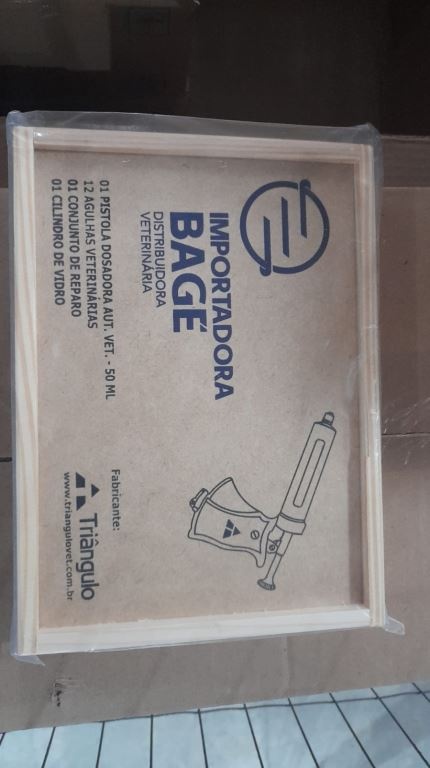 IMPORTADORA
BAGÉ
DISTRIBUIDORA
VETERINÁRIA
01 PISTOLA DOSADORA AUT. VET. - 50 ML
12 AGULHAS VETERINÁRIAS
01 CONJUNTO DE REPARO
01 CILINDRO DE VIDRO
Fabricante:
Triângulo
www.triangulovet.com.br